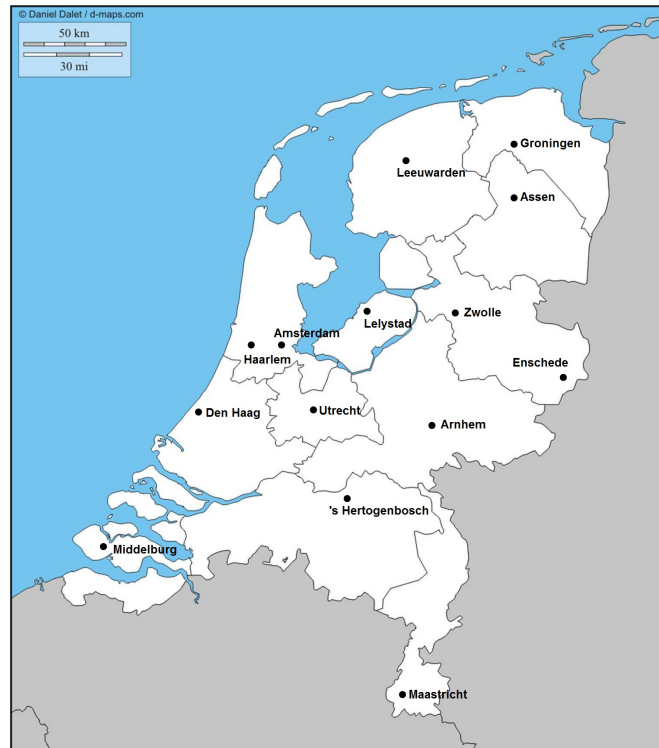 © Daniel Dalet / d-maps.com
50 km
30 mi
Groningen
Leeuwarden
Assen
Zwolle
Lelystad
Amsterdam
Haarlem
Enschede
Den Haag
Utrecht
Arnhem
's Hertogenbosch
Middelburg
Maastricht